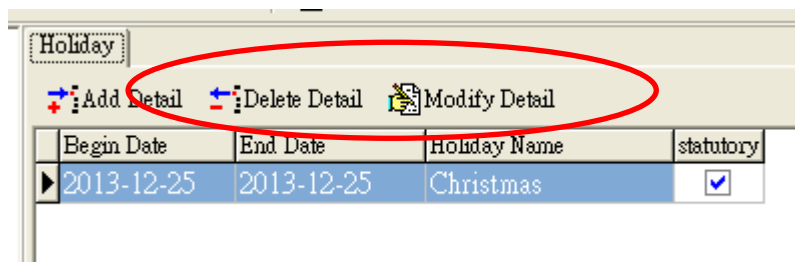 Holiday
Add Detail Delete Detail Modify Detail
Begin Date End Date Holiday Name statutory
2013-12-25 2013-12-25 Christmas